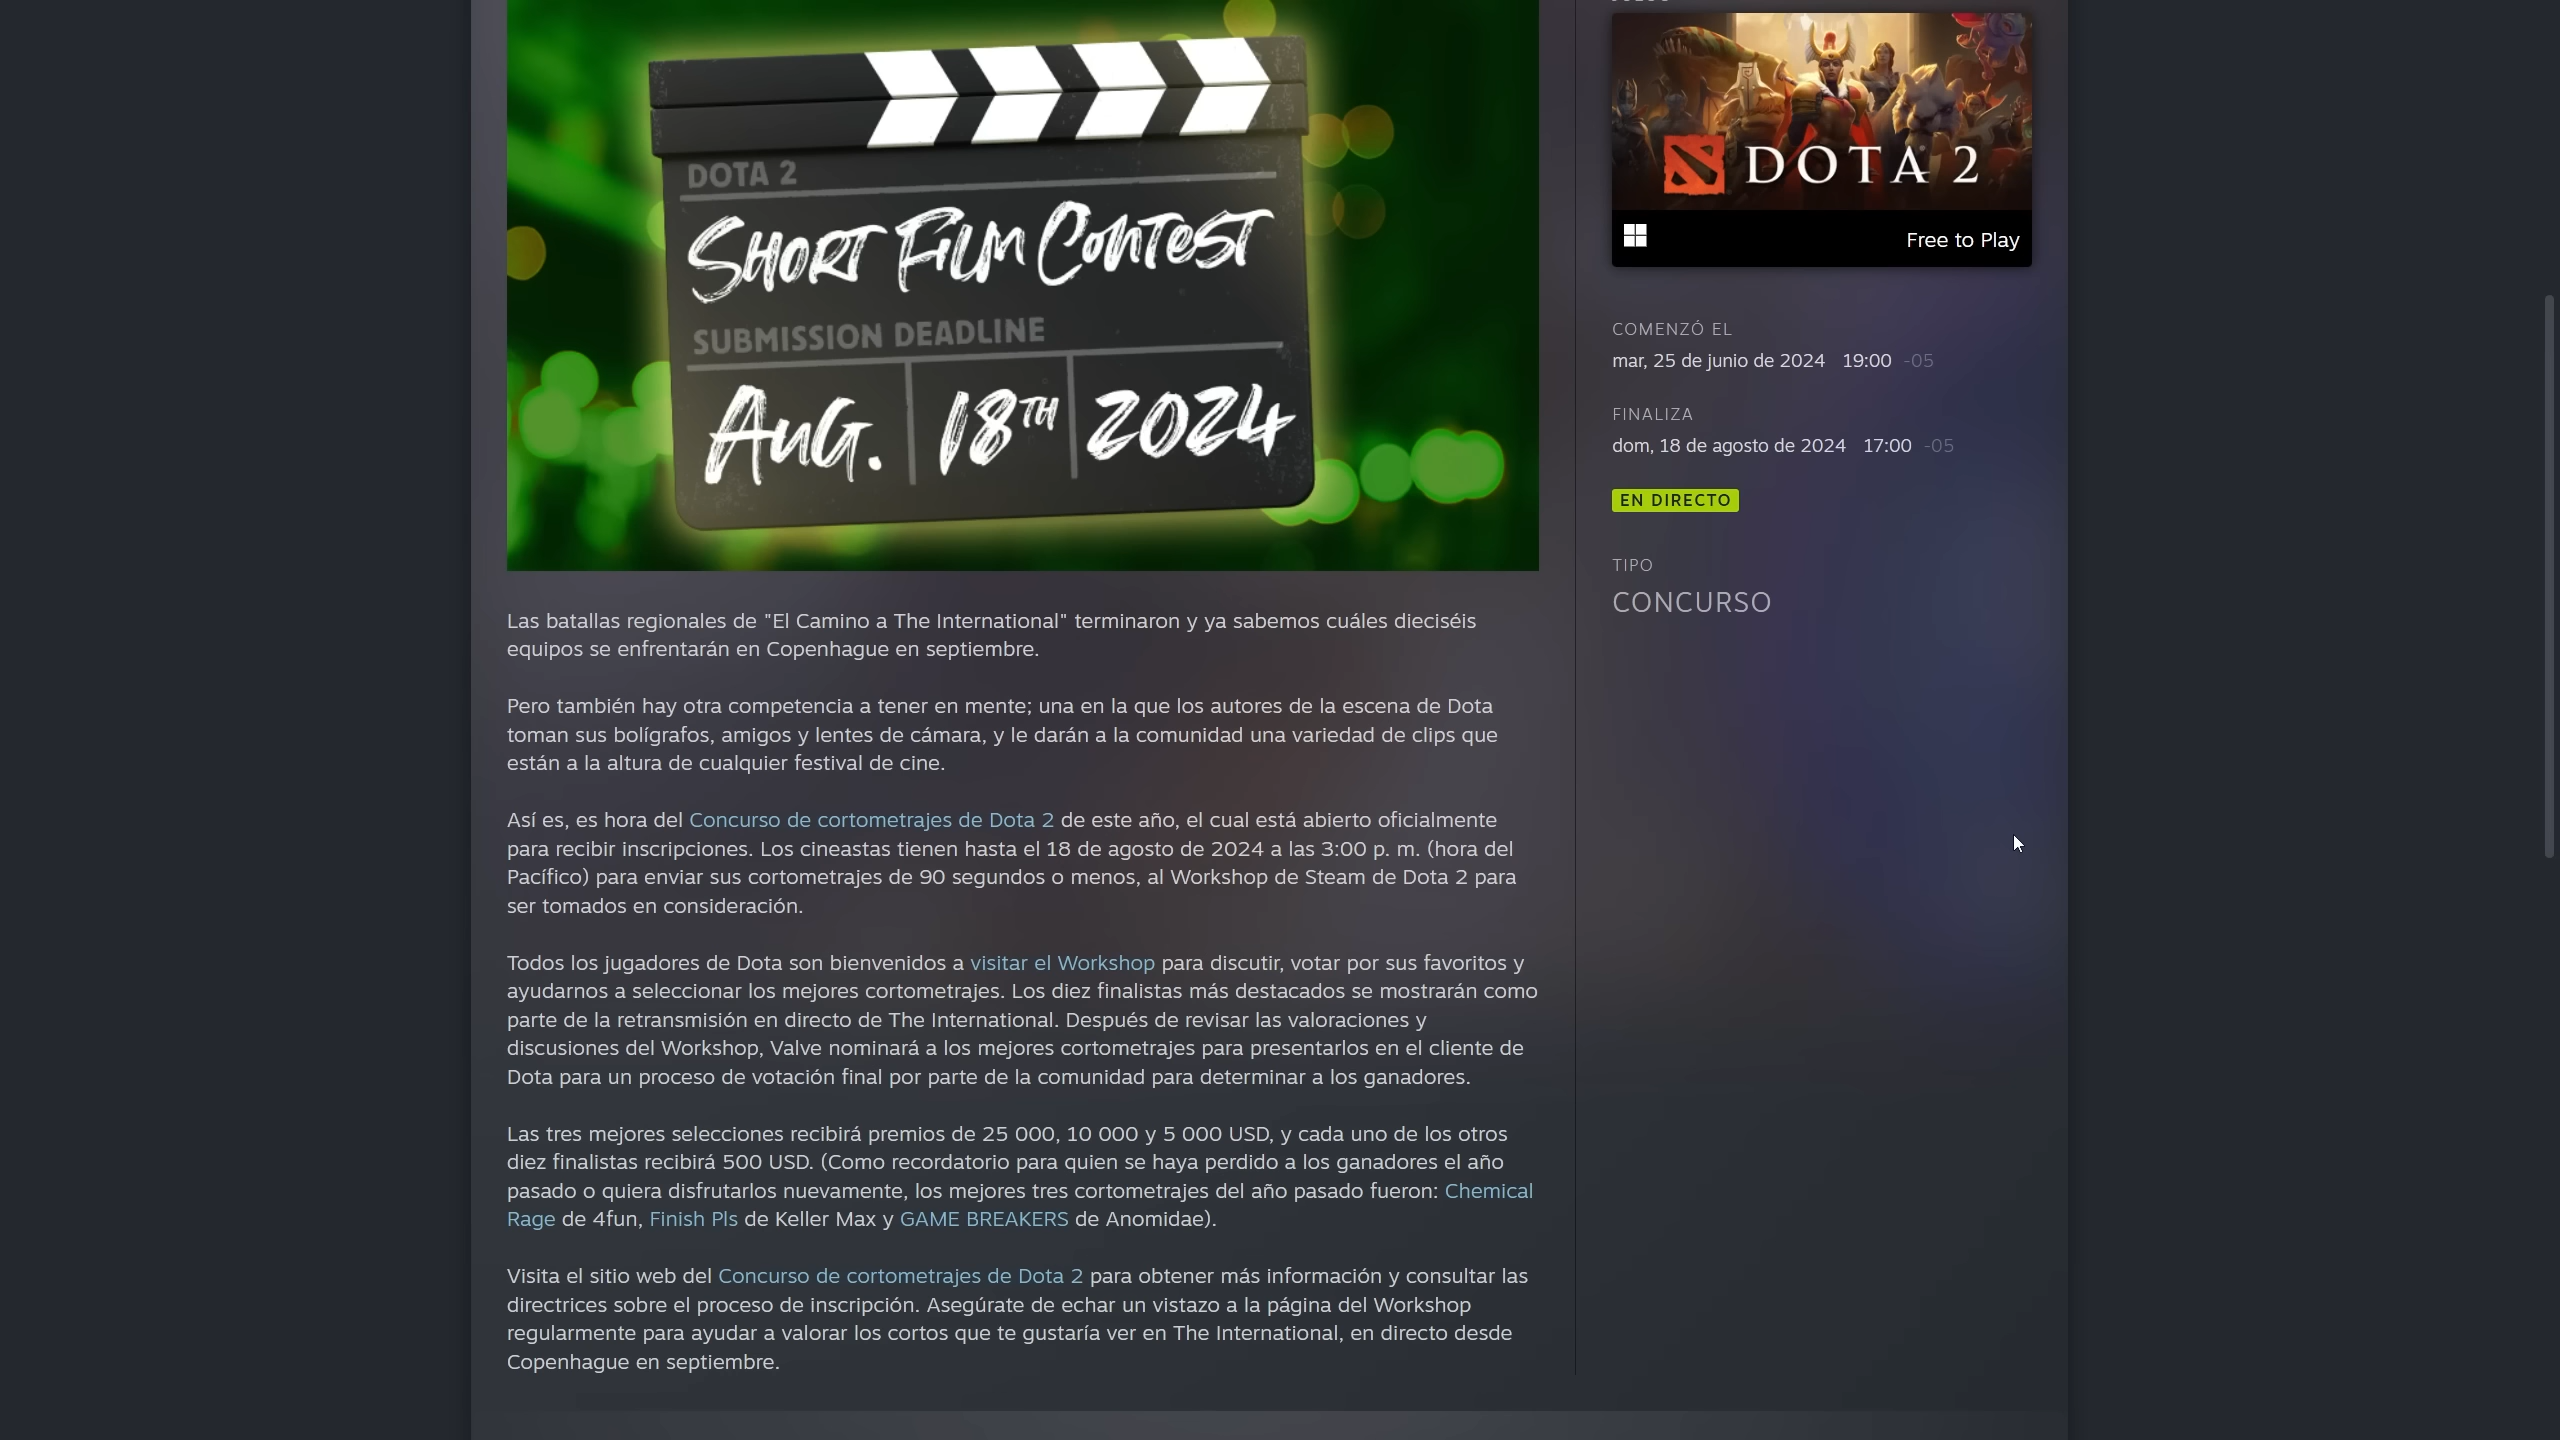 DOTA 2
SHORT FILM CONTEST
SUBMISSION DEADLINE
AUG. 18TH 2024
Las batallas regionales de "El Camino a The International" terminaron y ya sabemos cuáles dieciséis
equipos se enfrentarán en Copenhague en septiembre.
Pero también hay otra competencia a tener en mente; una en la que los autores de la escena de Dota
toman sus bolígrafos, amigos y lentes de cámara, y le darán a la comunidad una variedad de clips que
están a la altura de cualquier festival de cine.
Así es, es hora del Concurso de cortometrajes de Dota 2 de este año, el cual está abierto oficialmente
para recibir inscripciones. Los cineastas tienen hasta el 18 de agosto de 2024 a las 3:00 p. m. (hora del
Pacífico) para enviar sus cortometrajes de 90 segundos o menos, al Workshop de Steam de Dota 2 para
ser tomados en consideración.
Todos los jugadores de Dota son bienvenidos a visitar el Workshop para discutir, votar por sus favoritos y
ayudarnos a seleccionar los mejores cortometrajes. Los diez finalistas más destacados se mostrarán como
parte de la retransmisión en directo de The International. Después de revisar las valoraciones y
discusiones del Workshop, Valve nominará a los mejores cortometrajes para presentarlos en el cliente de
Dota para un proceso de votación final por parte de la comunidad para determinar a los ganadores.
Las tres mejores selecciones recibirá premios de 25 000, 10 000 y 5 000 USD, y cada uno de los otros
diez finalistas recibirá 500 USD. (Como recordatorio para quien se haya perdido a los ganadores el año
pasado o quiera disfrutarlos nuevamente, los mejores tres cortometrajes del año pasado fueron: Chemical
Rage de 4fun, Finish Pls de Keller Max y GAME BREAKERS de Anomidae).
Visita el sitio web del Concurso de cortometrajes de Dota 2 para obtener más información y consultar las
directrices sobre el proceso de inscripción. Asegúrate de echar un vistazo a la página del Workshop
regularmente para ayudar a valorar los cortos que te gustaría ver en The International, en directo desde
Copenhague en septiembre.
DOTA 2
Free to Play
COMENZÓ EL
mar, 25 de junio de 2024 19:00 -05
FINALIZA
dom, 18 de agosto de 2024 17:00 -05
EN DIRECTO
TIPO
CONCURSO